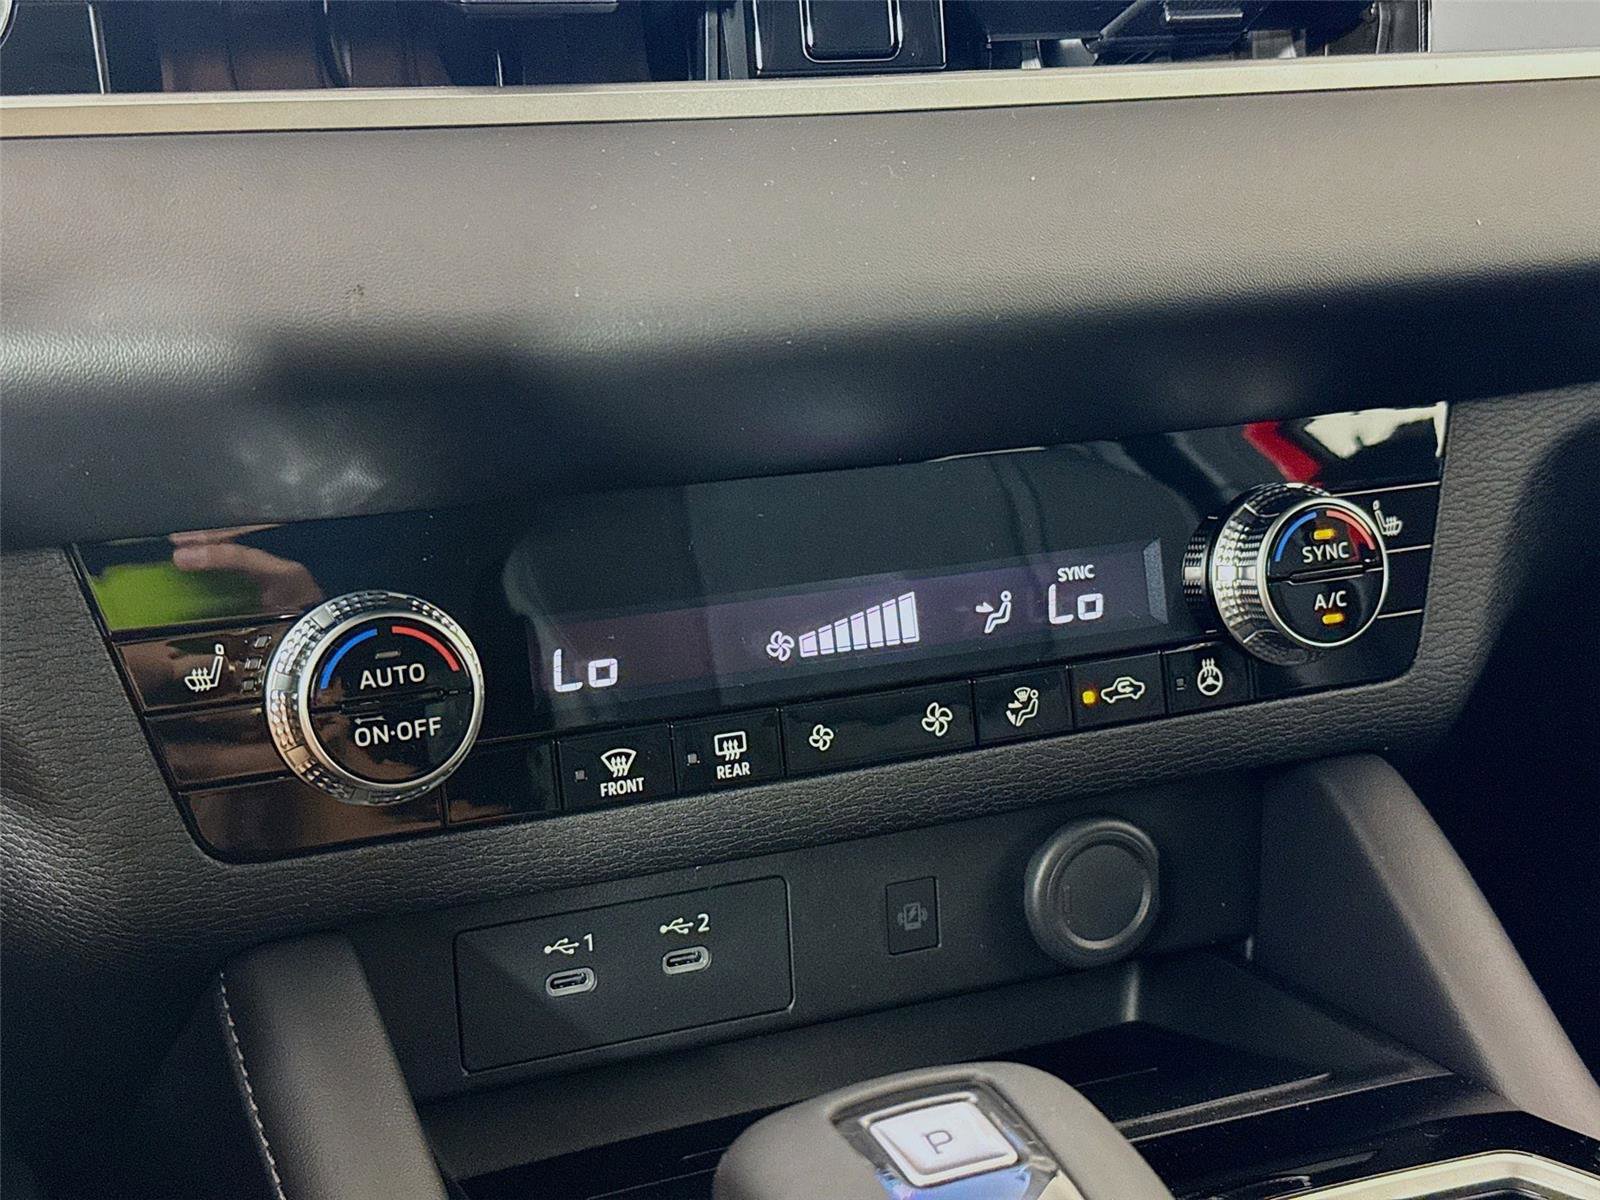 SYNC
Lo
Lo
AUTO
ON·OFF
SYNC
A/C
FRONT
REAR
1
2
P